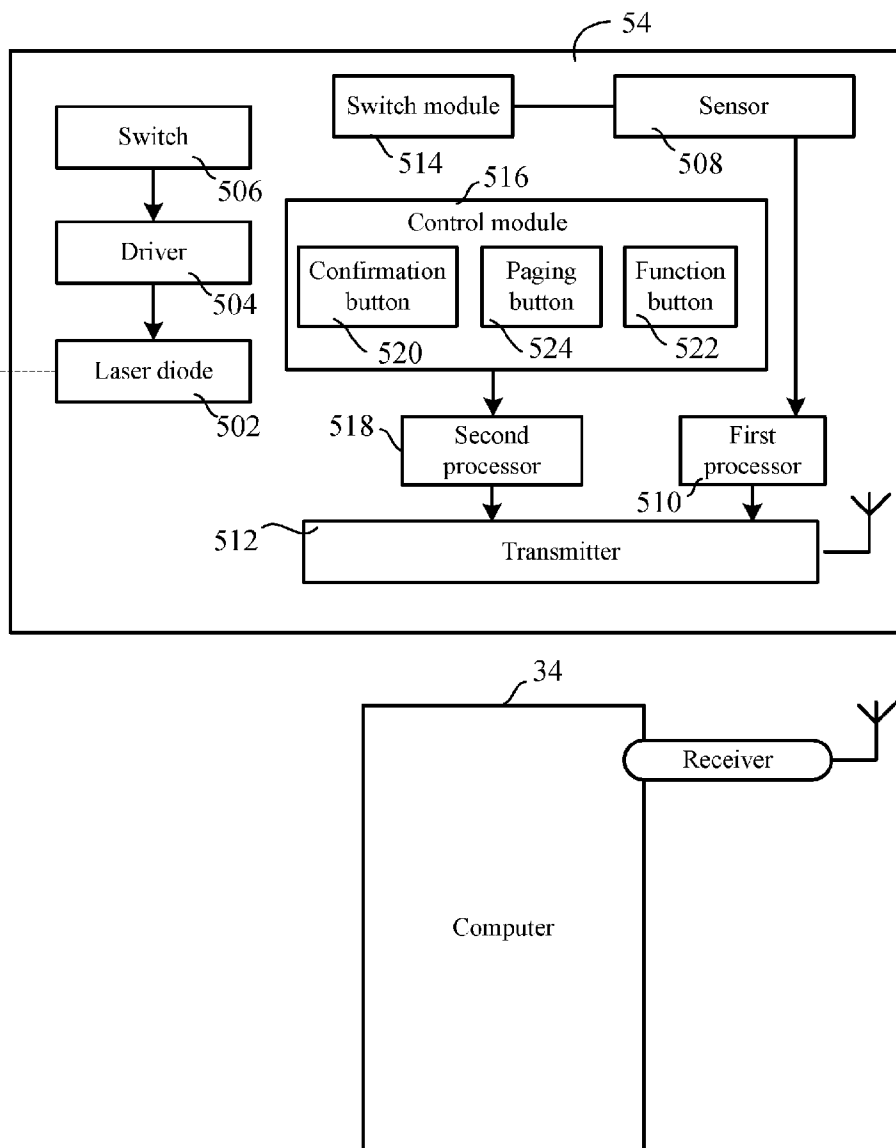 54
Switch module
514
Sensor
508
Switch
506
516
Control module
Driver
504
Confirmation
button
520
Paging
button
524
Function
button
522
Laser diode
502
518
Second
processor
First
processor
510
512
Transmitter
34
Receiver
Computer